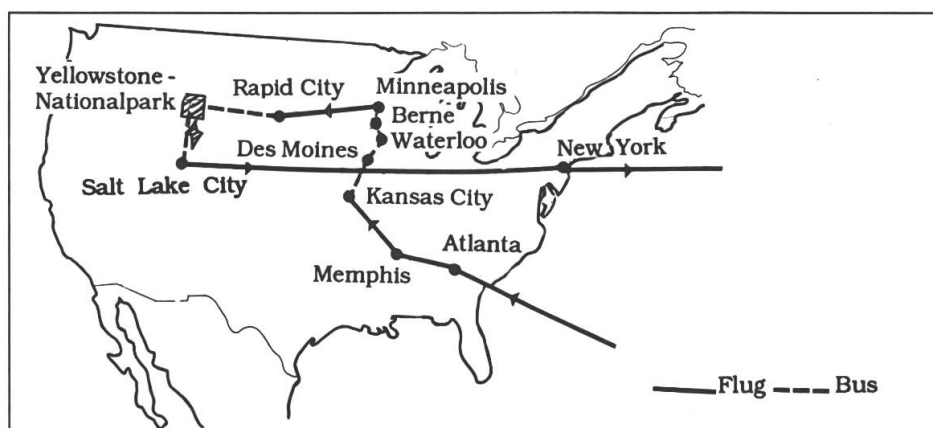 Yellowstone-
Nationalpark
Rapid City
Minneapolis
Berne
Waterloo
Des Moines
New York
Salt Lake City
Kansas City
Atlanta
Memphis
Flug
Bus